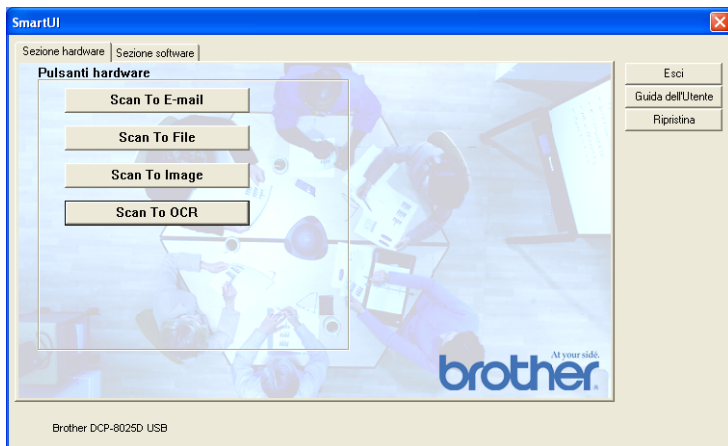 SmartUI
Sezione hardware
Sezione software
Pulsanti hardware
Scan To E-mail
Scan To File
Scan To Image
Scan To OCR
Esci
Guida dell'Utente
Ripristina
At your side.
brother
Brother DCP-8025D USB